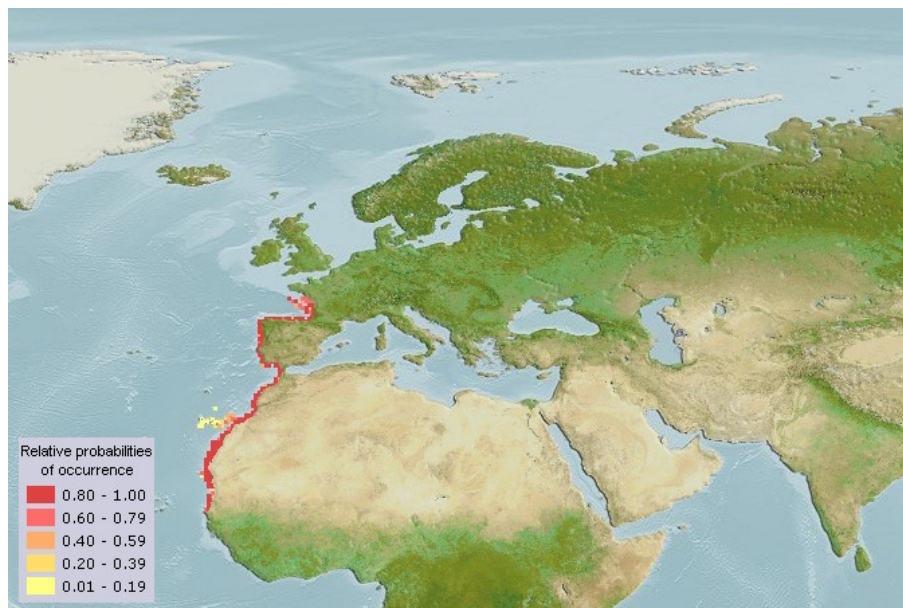 Relative probabilities
of occurrence
0.80 - 1.00
0.60 - 0.79
0.40 - 0.59
0.20 - 0.39
0.01 - 0.19